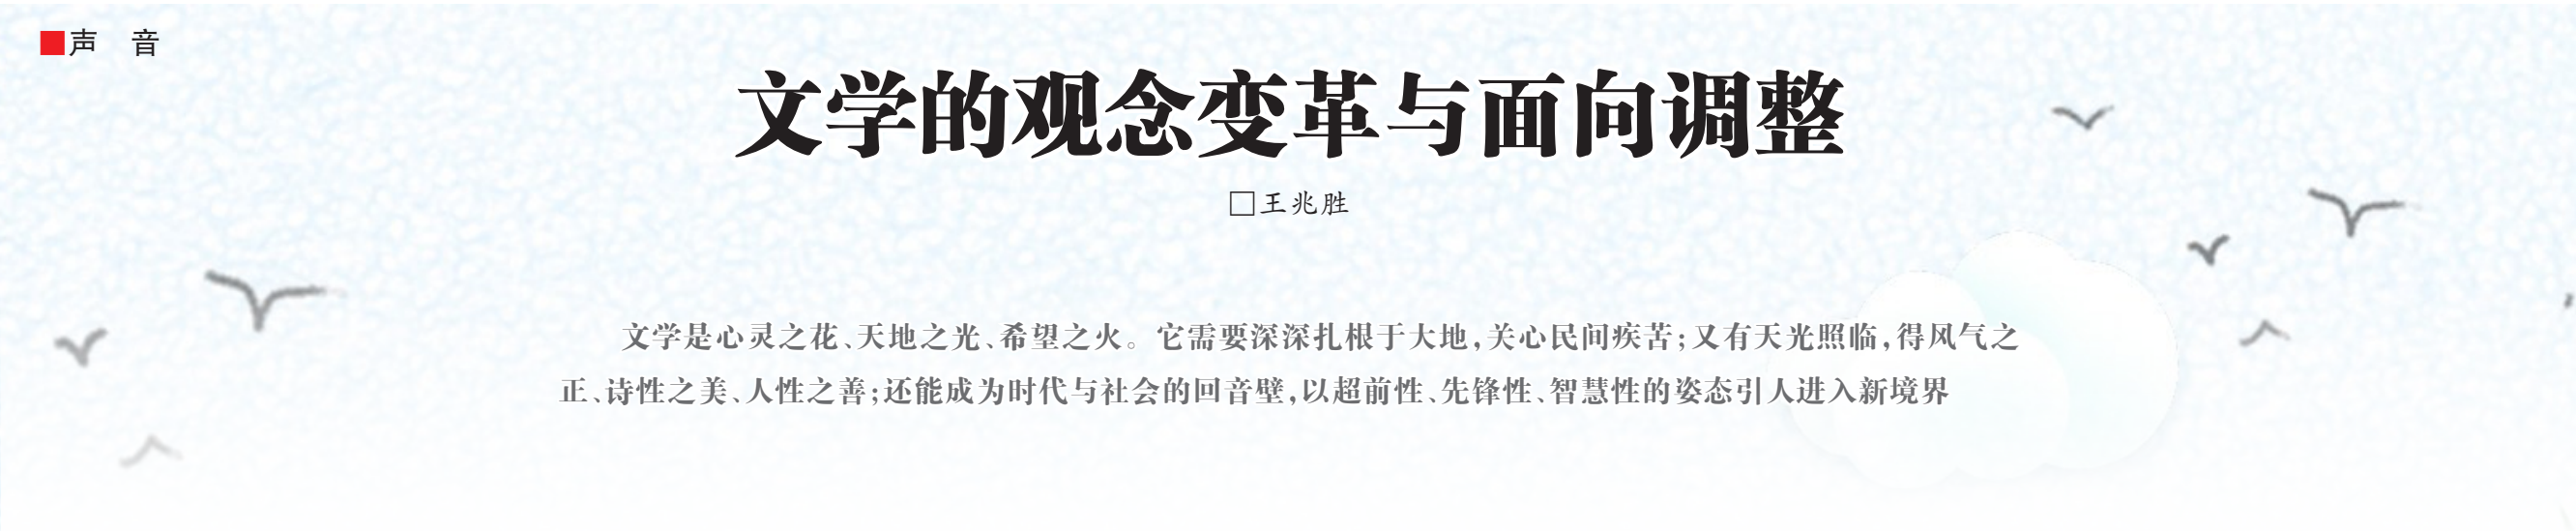 ■声 音
文学的观念变革与面向调整
□王兆胜
文学是心灵之花、天地之光、希望之火。它需要深深扎根于大地,关心民间疾苦;又有天光照临,得风气之
正、诗性之美、人性之善;还能成为时代与社会的回音壁,以超前性、先锋性、智慧性的姿态引人进入新境界